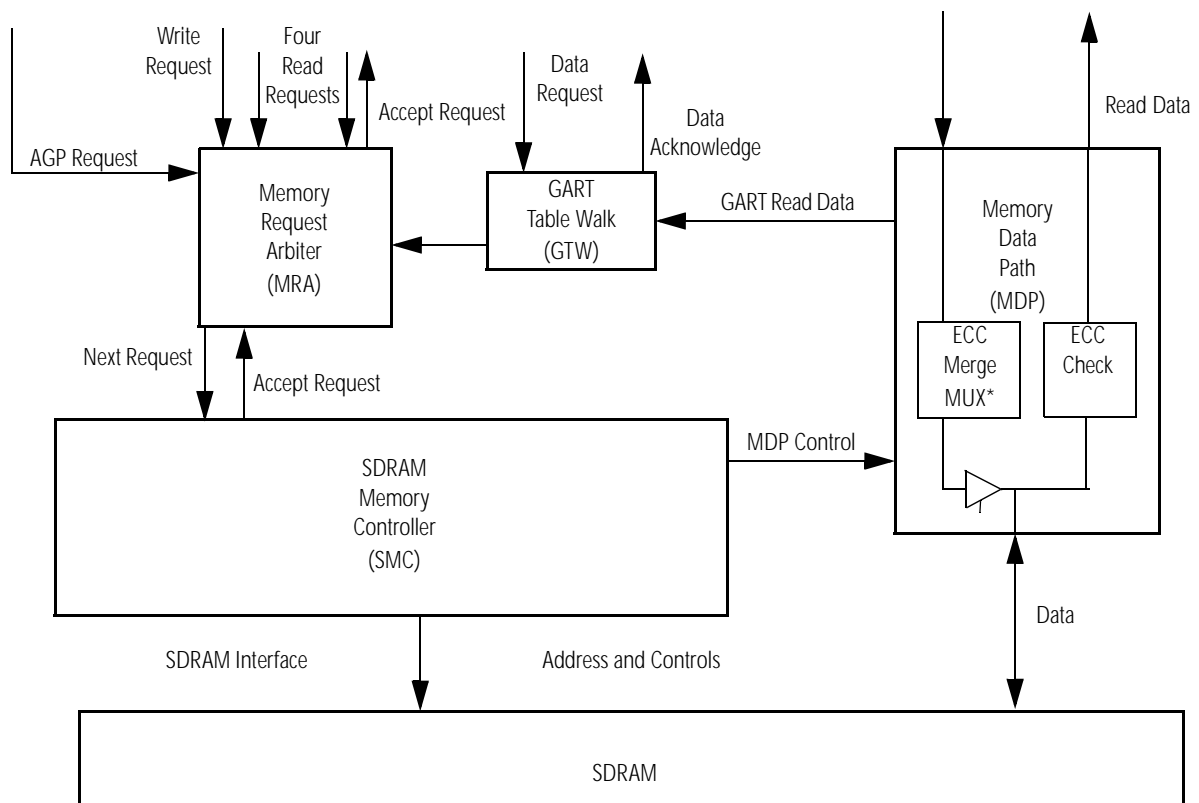 Write
Request
Four
Read
Requests
Accept Request
Data
Request
Data
Acknowledge
Read Data
AGP Request
Memory
Request
Arbiter
(MRA)
GART
Table Walk
(GTW)
GART Read Data
Memory
Data
Path
(MDP)
ECC
Merge
MUX*
ECC
Check
Next Request
Accept Request
MDP Control
SDRAM
Memory
Controller
(SMC)
Data
SDRAM Interface
Address and Controls
SDRAM